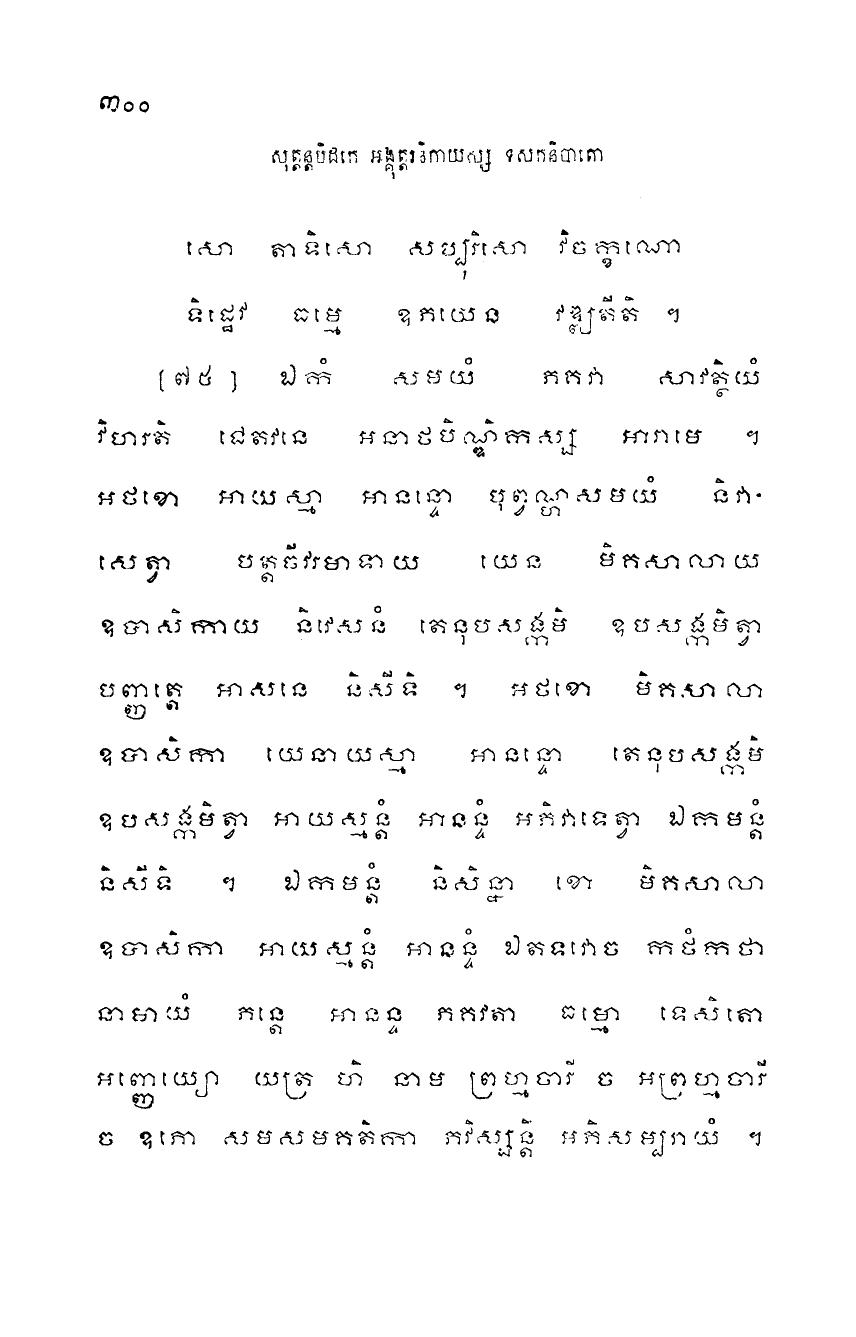 ៣០០
សុត្តន្តបិដកេ អង្គុត្តរនិកាយស្ស ទសកនិបាតោ
សោ តាទិសោ សប្បុរិសោ វិចក្ខណោ
ទិដ្ឋេវ ធម្មេ ឧភយេន វឌ្ឍតីតិ ។
[៧៥] ឯកំ សមយំ ភគវា សាវត្ថិយំ
វិហរតិ ជេតវនេ អនាថបិណ្ឌិកស្ស អារាមេ ។
អថខោ អាយស្មា អានន្ទោ បុព្វណ្ហសមយំ និវា-
សេត្វា បត្តចីវរមាទាយ យេន មិគសាលាយ
ឧបាសិកាយ និវេសនំ តេនុបសង្កមិ ឧបសង្កមិត្វា
បញ្ញត្តេ អាសនេ និសីទិ ។ អថខោ មិគសាលា
ឧបាសិកា យេនាយស្មា អានន្ទោ តេនុបសង្កមិ
ឧបសង្កមិត្វា អាយស្មន្តំ អានន្ទំ អភិវាទេត្វា ឯកមន្តំ
និសីទិ ។ ឯកមន្តំ និសិន្នា ខោ មិគសាលា
ឧបាសិកា អាយស្មន្តំ អានន្ទំ ឯតទវោច កថំកថា
នាមាយំ ភន្តេ អានន្ទ ភគវតា ធម្មោ ទេសិតោ
អញ្ញេយ្យោ យត្រ ហិ នាម ព្រហ្មចារី ច អព្រហ្មចារី
ច ឧភោ សមសមគតិកា ភវិស្សន្តិ អភិសម្បរាយំ ។